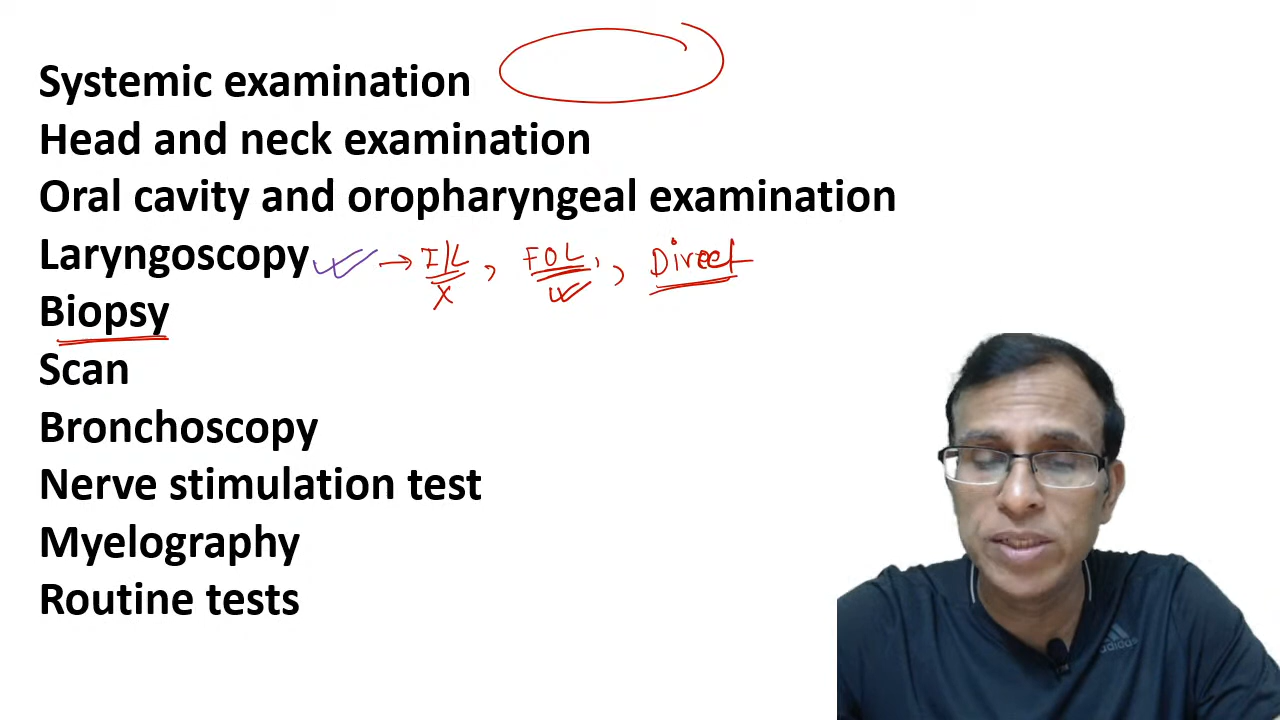 Systemic examination
Head and neck examination
Oral cavity and oropharyngeal examination
Laryngoscopy → I/L, FOL, , Direct
X
Biopsy
Scan
Bronchoscopy
Nerve stimulation test
Myelography
Routine tests
adidas